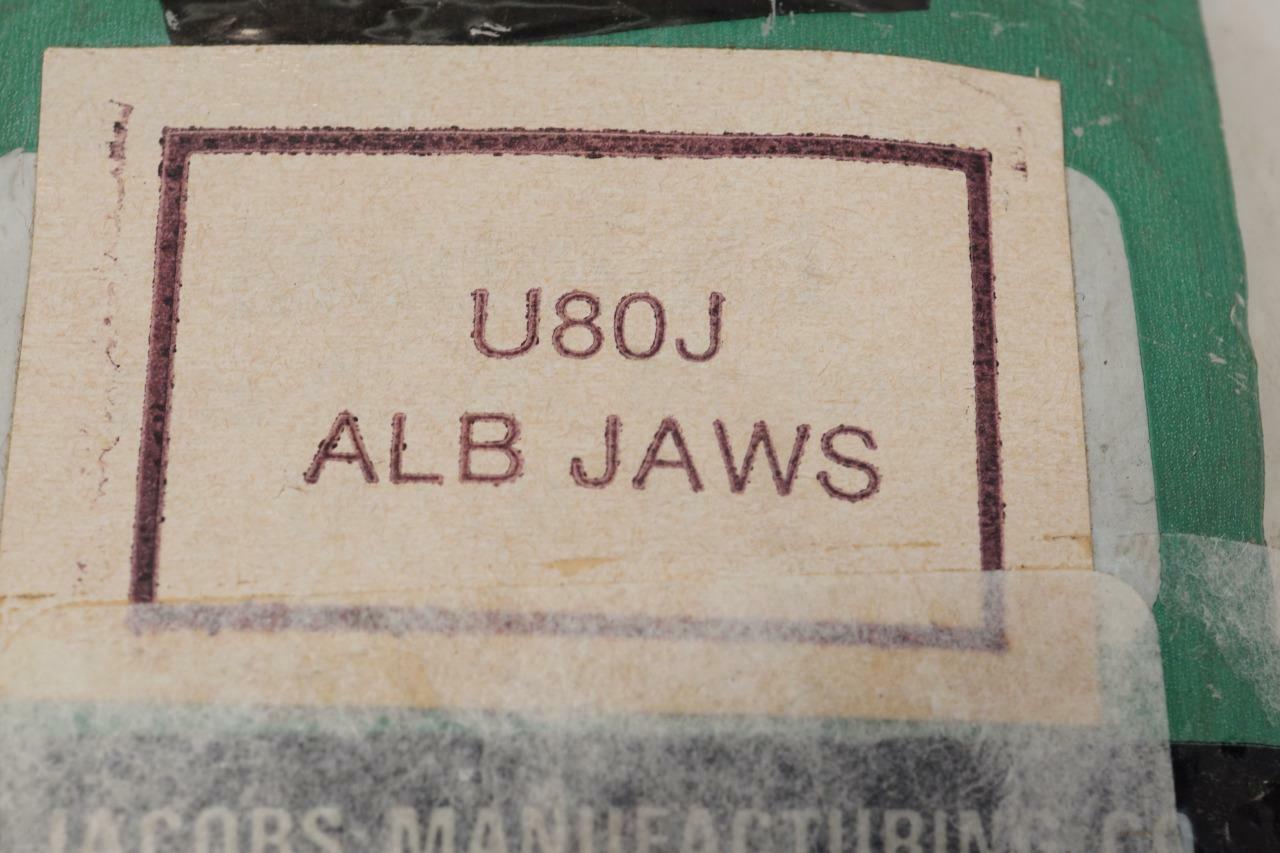 U80J
ALB JAWS
JACOBS MANUFACTURING